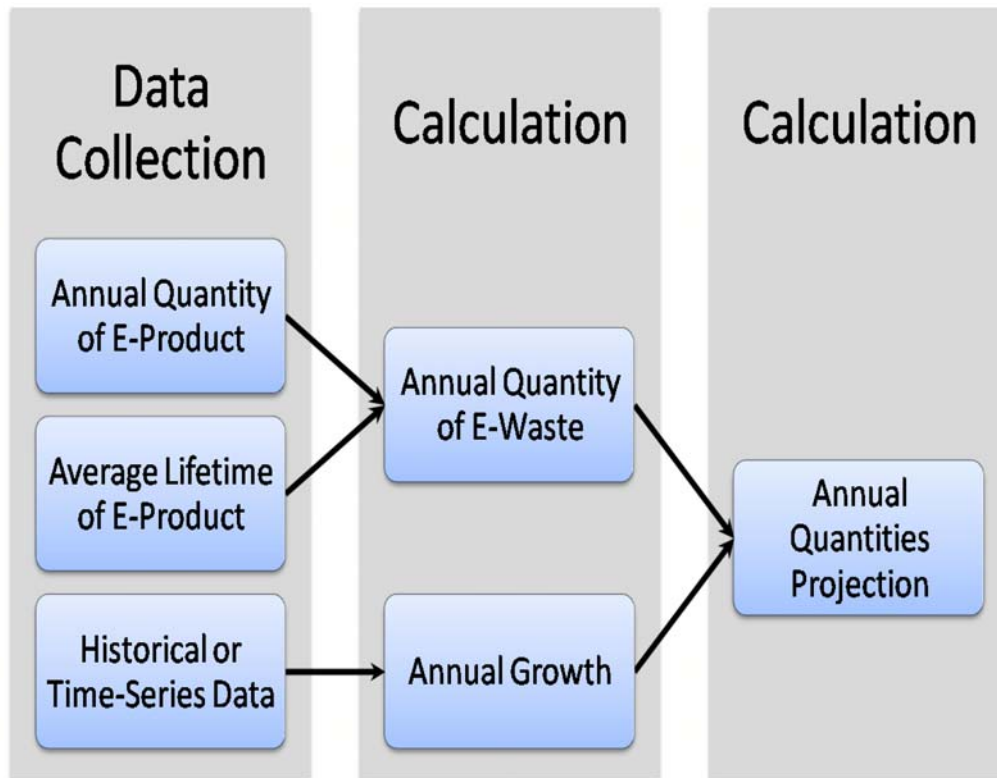 Data
Collection
Annual Quantity
of E-Product
Average Lifetime
of E-Product
Historical or
Time-Series Data
Calculation
Annual Quantity
of E-Waste
Annual Growth
Calculation
Annual
Quantities
Projection